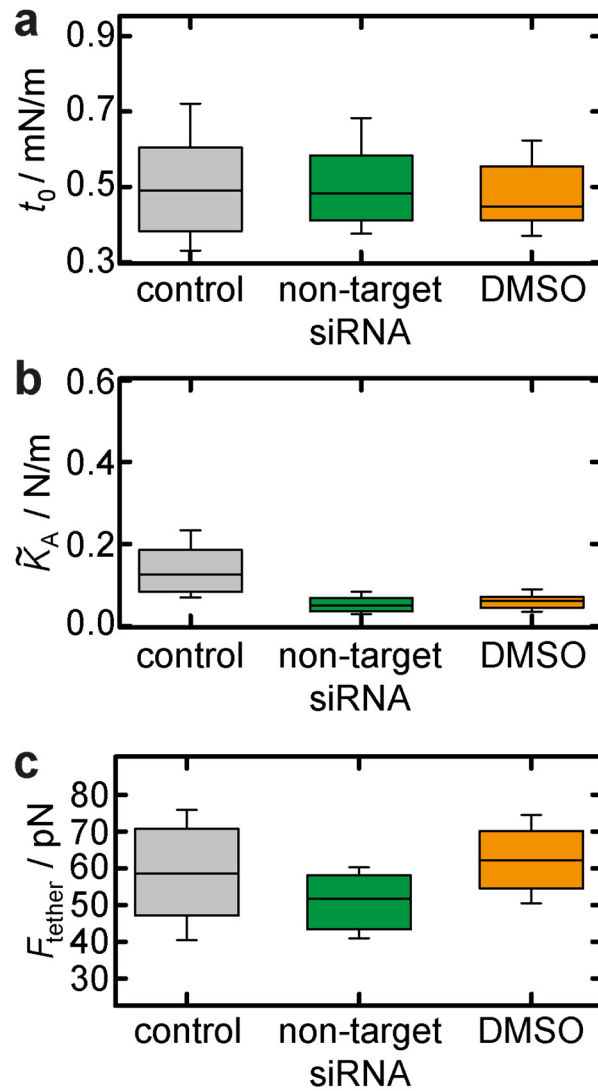 a
t₀ / mN/m
0.9
0.7
0.5
0.3
control non-target DMSO
siRNA
b
K̃_A / N/m
0.6
0.4
0.2
0.0
control non-target DMSO
siRNA
c
F_tether / pN
80
70
60
50
40
30
control non-target DMSO
siRNA